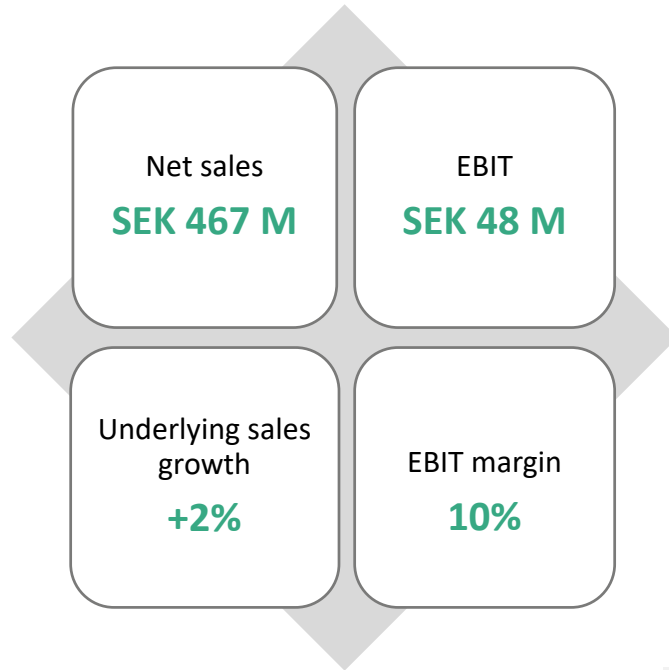 Net sales
SEK 467 M
EBIT
SEK 48 M
Underlying sales
growth
+2%
EBIT margin
10%